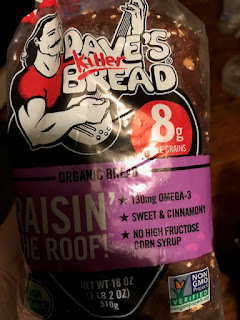 DAVE'S
Killer
BREAD
8g
GRAINS
ORGANIC BREAD
RAISIN'
THE ROOF!
★ 130mg OMEGA-3
★ SWEET & CINNAMONY
★ NO HIGH FRUCTOSE
CORN SYRUP
NET WT 18 OZ
(1 LB 2 OZ)
510g
NON
GMO
Project
VERIFIED